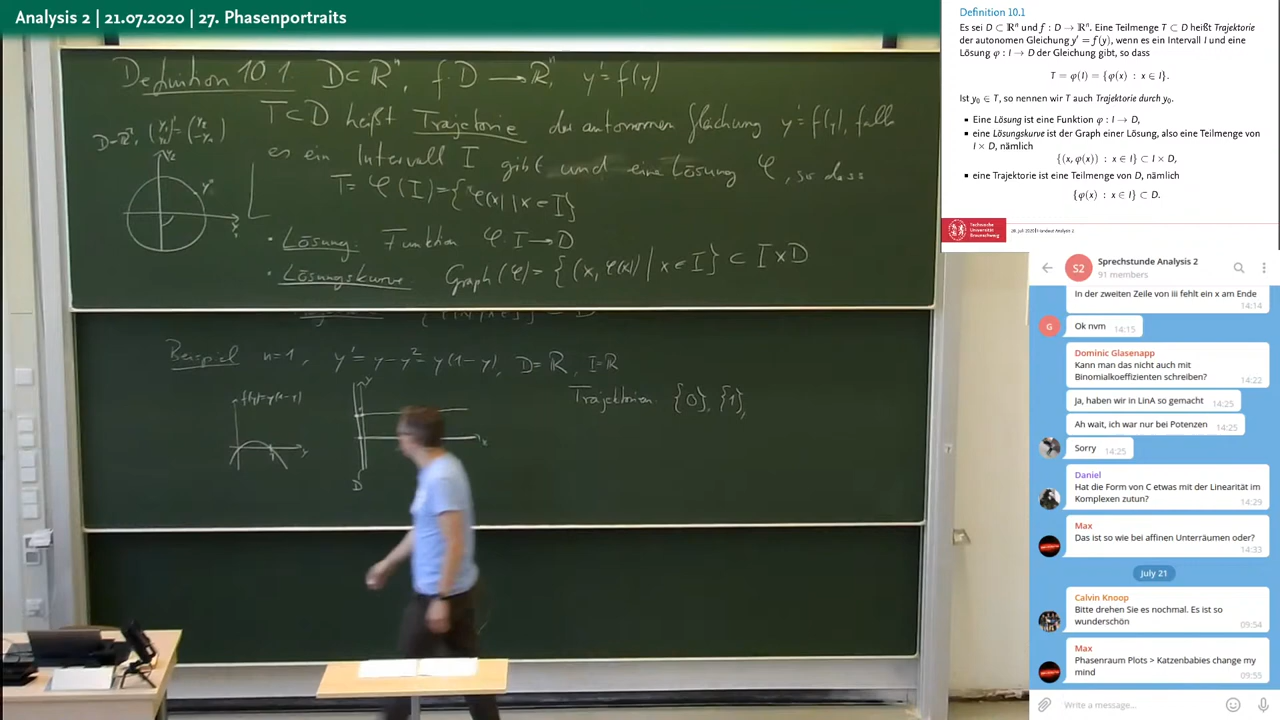 Analysis 2 | 21.07.2020 | 27. Phasenportraits
Definition 10.1 D⊂ℝⁿ, f: D → ℝⁿ, y' = f(y)
T⊂D heißt Trajektorie der autonomen Gleichung y' = f(y), falls
es ein Intervall I gibt und eine Lösung φ, so dass
T = φ(I) = {φ(x) | x ∈ I}
• Lösung: Funktion φ: I → D
• Lösungskurve Graph(φ) = {(x, φ(x)) | x ∈ I} ⊂ I×D
Beispiel n=1, y' = y-y² = y(1-y), D=ℝ, I=ℝ
Trajektorien: {0}, {1},
f(y)=y(1-y)
y
y
x
D
Definition 10.1
Es sei D ⊂ ℝⁿ und f : D → ℝⁿ. Eine Teilmenge T ⊂ D heißt Trajektorie
der autonomen Gleichung y' = f(y), wenn es ein Intervall I und eine
Lösung φ : I → D der Gleichung gibt, so dass
T = φ(I) = {φ(x) : x ∈ I}.
Ist y₀ ∈ T, so nennen wir T auch Trajektorie durch y₀.
▪ Eine Lösung ist eine Funktion φ : I → D,
▪ eine Lösungskurve ist der Graph einer Lösung, also eine Teilmenge von
I × D, nämlich
{(x, φ(x)) : x ∈ I} ⊂ I × D,
▪ eine Trajektorie ist eine Teilmenge von D, nämlich
{φ(x) : x ∈ I} ⊂ D.
Technische
Universität
Braunschweig
S2
Sprechstunde Analysis 2
91 members
In der zweiten Zeile von iii fehlt ein x am Ende
14:14
G
Ok nvm
14:15
Dominic Glasenapp
Kann man das nicht auch mit
Binomialkoeffizienten schreiben?
14:22
Ja, haben wir in LinA so gemacht
14:25
Ah wait, ich war nur bei Potenzen
14:25
Sorry
14:25
Daniel
Hat die Form von C etwas mit der Linearität im
Komplexen zutun?
14:29
Max
Das ist so wie bei affinen Unterräumen oder?
14:33
July 21
Calvin Knoop
Bitte drehen Sie es nochmal. Es ist so
wunderschön
09:54
Max
Phasenraum Plots > Katzenbabies change my
mind
09:55
Write a message...